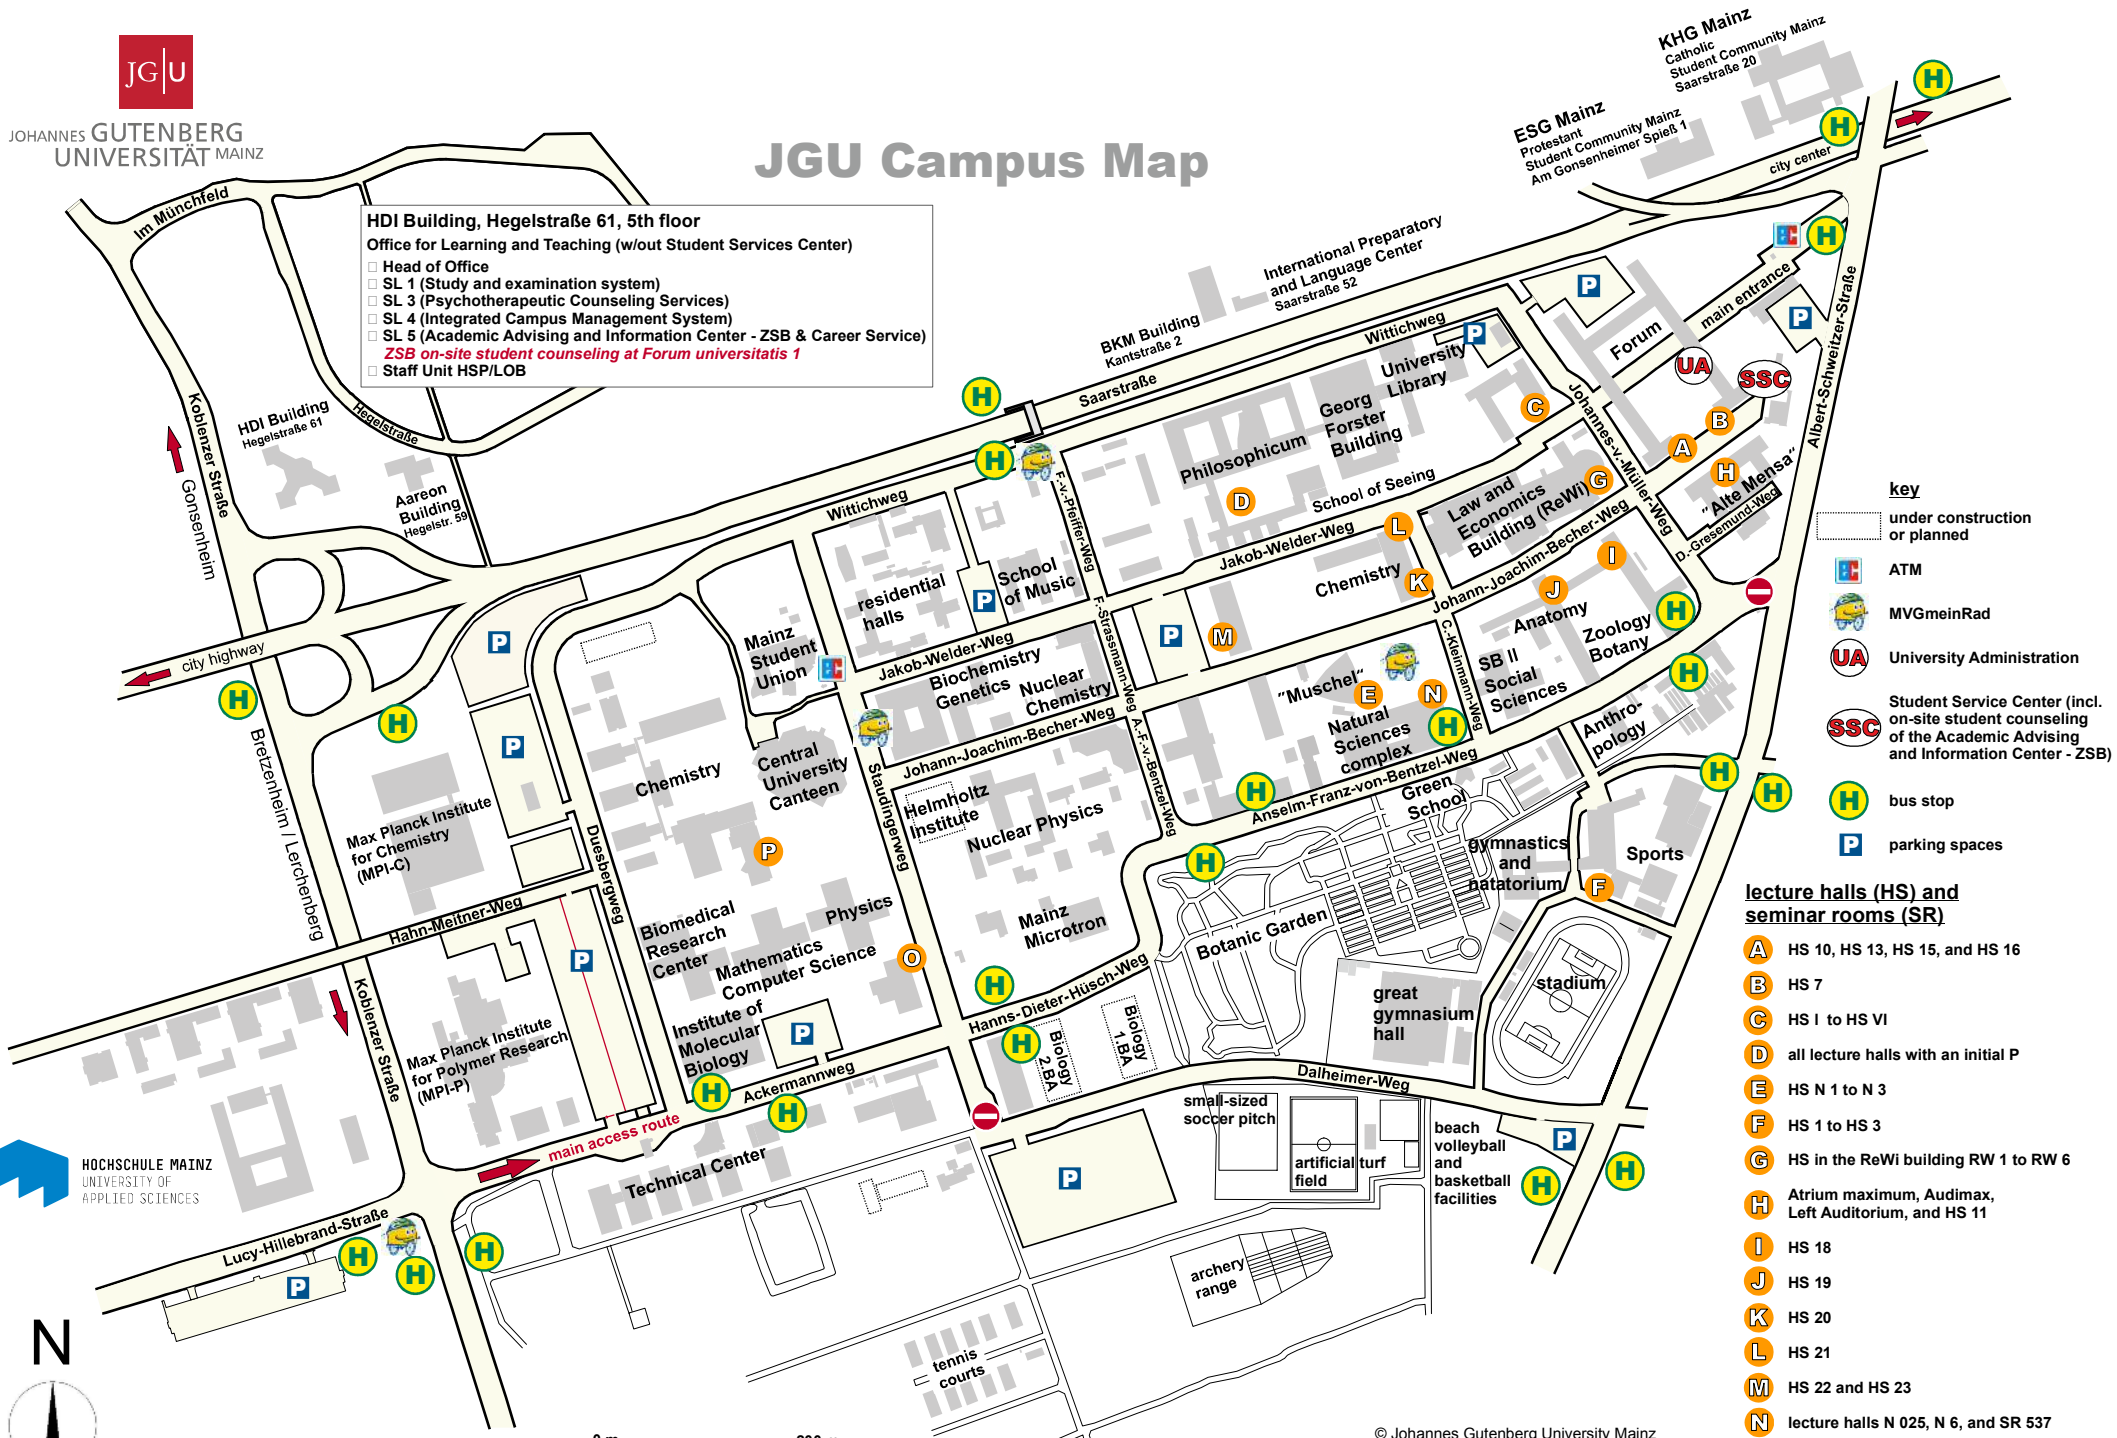 JG|U
JOHANNES GUTENBERG
UNIVERSITÄT MAINZ
JGU Campus Map
KHG Mainz
Catholic
Student Community Mainz
Saarstraße 20
ESG Mainz
Protestant
Student Community Mainz
Am Gonsenheimer Spieß 1
HDI Building, Hegelstraße 61, 5th floor
Office for Learning and Teaching (w/out Student Services Center)
Head of Office
SL 1 (Study and examination system)
SL 3 (Psychotherapeutic Counseling Services)
SL 4 (Integrated Campus Management System)
SL 5 (Academic Advising and Information Center - ZSB & Career Service)
ZSB on-site student counseling at Forum universitatis 1
Staff Unit HSP/LOB
Im Münchfeld
Koblenzer Straße
Gonsenheim
HDI Building
Hegelstraße 61
Hegelstraße
Aareon
Building
Hegelstr. 59
city highway
Bretzenheim / Lerchenberg
BKM Building
Kantstraße 2
International Preparatory
and Language Center
Saarstraße 52
Saarstraße
city center
main entrance
Albert-Schweitzer-Straße
Wittichweg
University
Library
Georg
Forster
Building
Philosophicum
School of Seeing
Forum
UA
SSC
Johannes-v.-Müller-Weg
"Alte Mensa"
D.-Gresemund-Weg
Law and
Economics
Building (ReWi)
Johann-Joachim-Becher-Weg
Jakob-Welder-Weg
Chemistry
Wittichweg
F.-v.-Pfeiffer-Weg
residential
halls
School
of Music
Mainz
Student
Union
Jakob-Welder-Weg
F.-Strassmann-Weg
Biochemistry
Genetics
Nuclear
Chemistry
Johann-Joachim-Becher-Weg
A.-F.-v.-Bentzel-Weg
"Muschel"
Natural
Sciences
complex
C.-Kleinmann-Weg
SB II
Social
Sciences
Anatomy
Zoology
Botany
Anthro-
pology
Anselm-Franz-von-Bentzel-Weg
Green
School
Chemistry
Central
University
Canteen
Staudingerweg
Helmholtz
Institute
Nuclear Physics
Mainz
Microtron
Max Planck Institute
for Chemistry
(MPI-C)
Duesbergweg
Hahn-Meitner-Weg
Biomedical
Research
Center
Physics
Mathematics
Computer Science
Institute of
Molecular
Biology
Koblenzer Straße
Max Planck Institute
for Polymer Research
(MPI-P)
main access route
Ackermannweg
Technical Center
Hanns-Dieter-Hüsch-Weg
Biology
2.BA
Biology
1.BA
Botanic Garden
gymnastics
and
natatorium
Sports
stadium
great
gymnasium
hall
Dalheimer-Weg
small-sized
soccer pitch
artificial turf
field
beach
volleyball
and
basketball
facilities
archery
range
tennis
courts
Lucy-Hillebrand-Straße
HOCHSCHULE MAINZ
UNIVERSITY OF
APPLIED SCIENCES
N
key
under construction
or planned
EC ATM
MVGmeinRad
UA University Administration
SSC Student Service Center (incl.
on-site student counseling
of the Academic Advising
and Information Center - ZSB)
H bus stop
P parking spaces
lecture halls (HS) and
seminar rooms (SR)
A HS 10, HS 13, HS 15, and HS 16
B HS 7
C HS I to HS VI
D all lecture halls with an initial P
E HS N 1 to N 3
F HS 1 to HS 3
G HS in the ReWi building RW 1 to RW 6
H Atrium maximum, Audimax,
Left Auditorium, and HS 11
I HS 18
J HS 19
K HS 20
L HS 21
M HS 22 and HS 23
N lecture halls N 025, N 6, and SR 537
© Johannes Gutenberg University Mainz